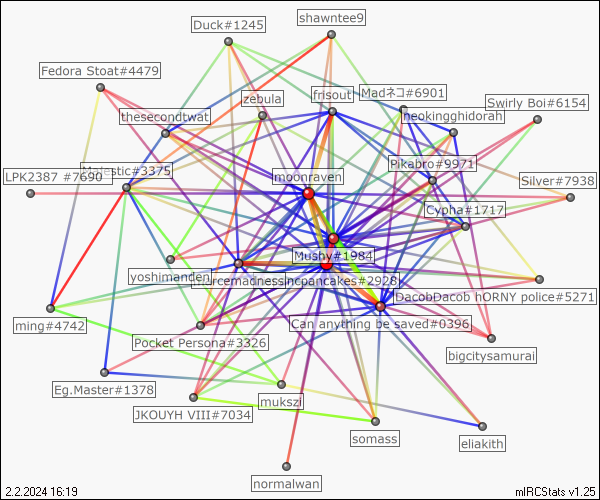 Duck#1245
shawntee9
Fedora Stoat#4479
zebula
frisout
Madネコ#6901
Swirly Boi#6154
thesecondtwat
neokingghidorah
LPK2387 #7690
Majestic#3375
moonraven
Pikabro#9971
Silver#7938
Cypha#1717
Mushy#1984
yoshimanden
pancakes#2928
DacobDacob hORNY police#5271
ming#4742
Can anything be saved#0396
Pocket Persona#3326
bigcitysamurai
Eg.Master#1378
mukszi
JKOUYH VIII#7034
somass
eliakith
normalwan
2.2.2024 16:19
mIRCStats v1.25